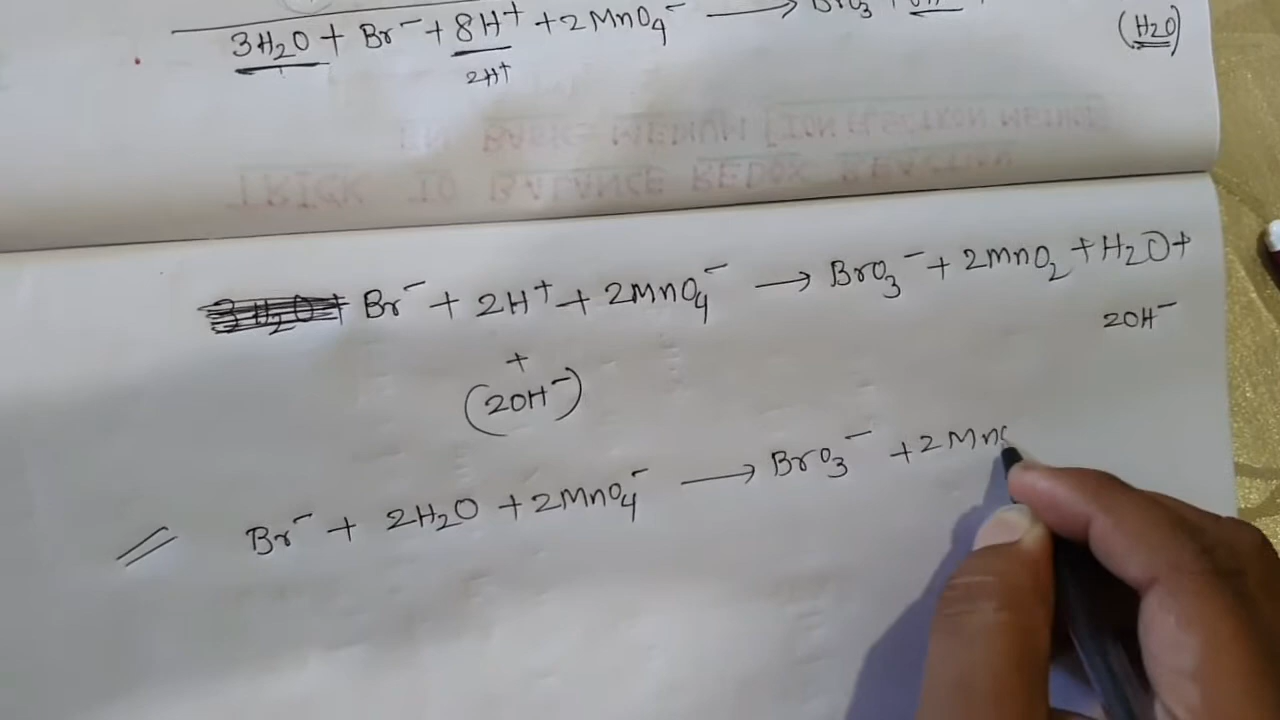 3H₂O + Br⁻ + 8H⁺ + 2MnO₄⁻ ⟶ BrO₃
2H⁺
(H₂O)
Br⁻ + 2H⁺ + 2MnO₄⁻ ⟶ BrO₃⁻ + 2MnO₂ + H₂O +
2OH⁻
+
(2OH⁻)
Br⁻ + 2H₂O + 2MnO₄⁻ ⟶ BrO₃⁻ + 2Mn